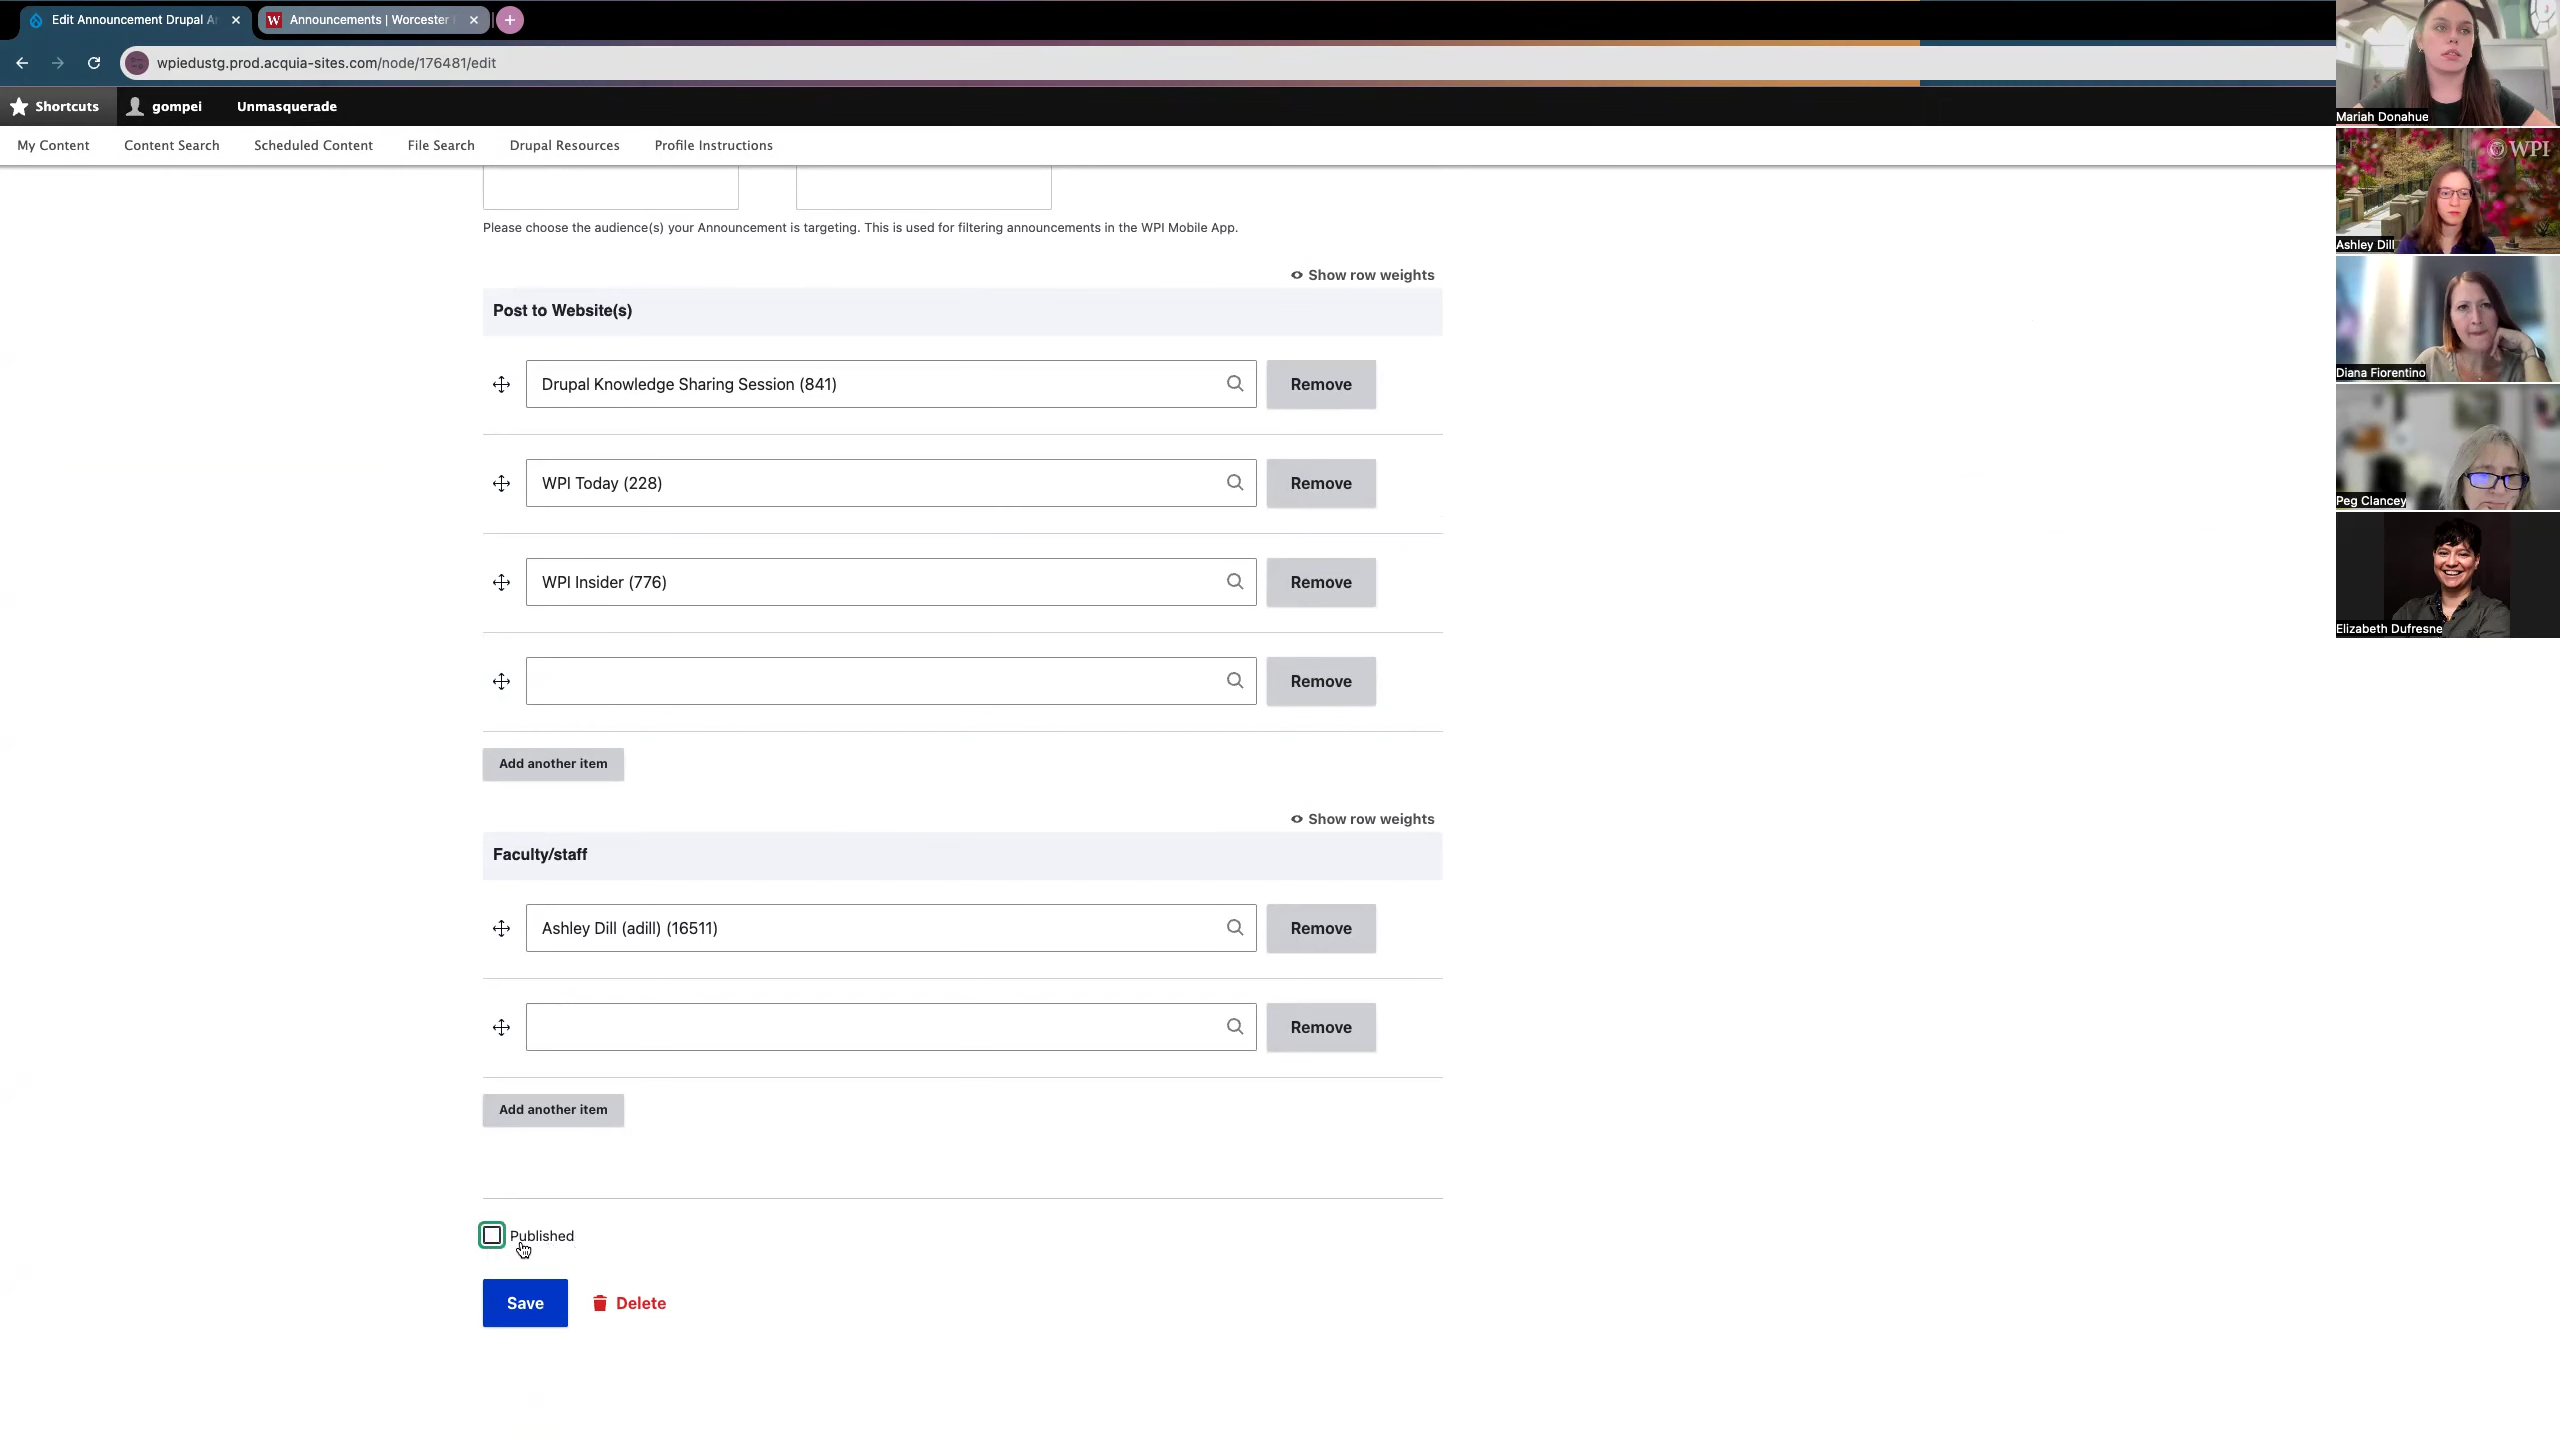 Edit Announcement Drupal A
Announcements | Worcester
wpiedustg.prod.acquia-sites.com/node/176481/edit
Shortcuts
gompei
Unmasquerade
My Content
Content Search
Scheduled Content
File Search
Drupal Resources
Profile Instructions
Please choose the audience(s) your Announcement is targeting. This is used for filtering announcements in the WPI Mobile App.
Show row weights
Post to Website(s)
Drupal Knowledge Sharing Session (841)
Remove
WPI Today (228)
Remove
WPI Insider (776)
Remove
Remove
Add another item
Show row weights
Faculty/staff
Ashley Dill (adill) (16511)
Remove
Remove
Add another item
Published
Save
Delete
Mariah Donahue
WPI
Ashley Dill
Diana Fiorentino
Peg Clancey
Elizabeth Dufresne